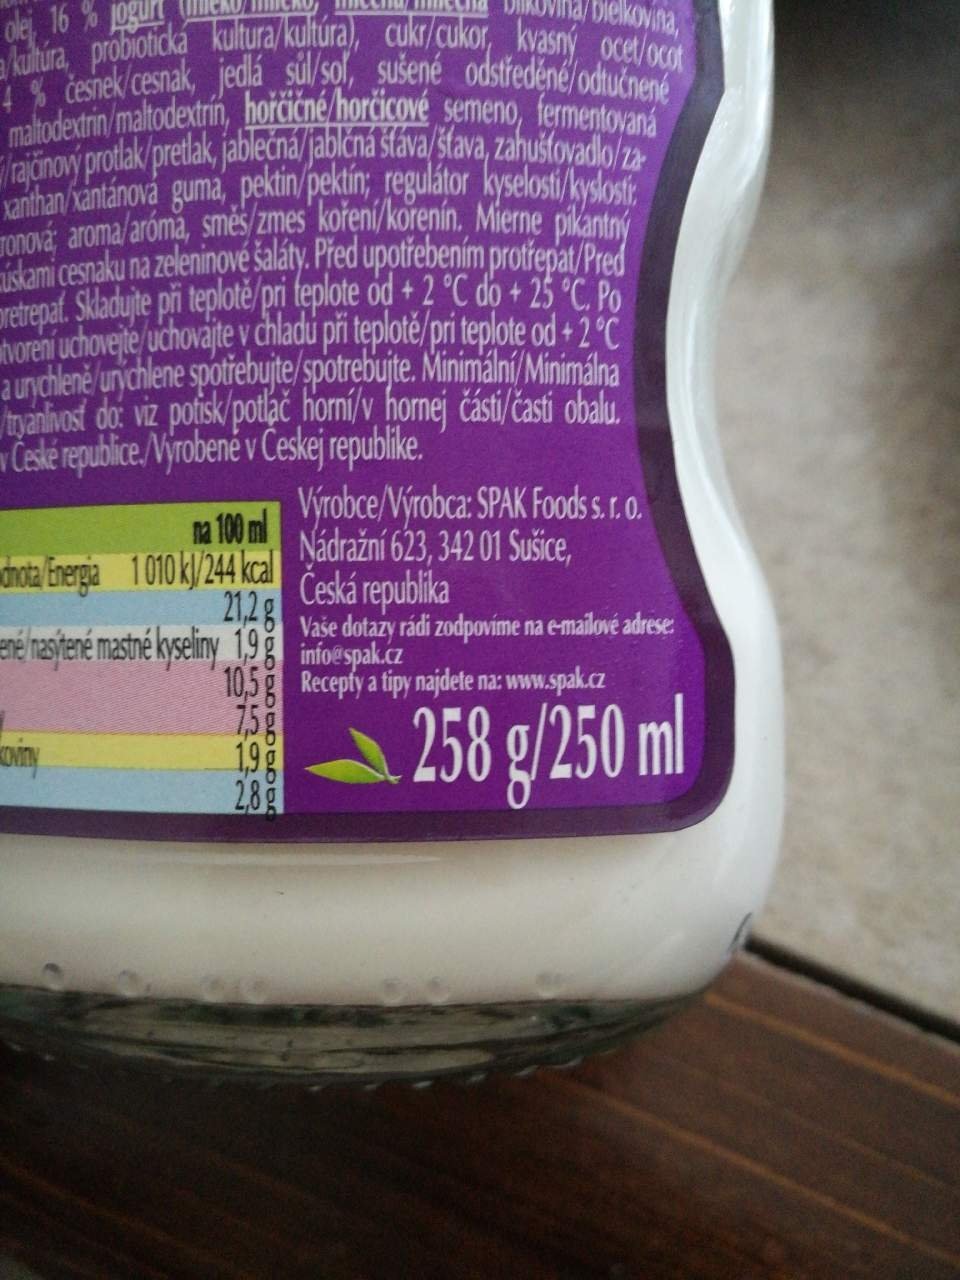 olej, 16 % jogurt (mléko/mlieko, mléčná/mliečna bílkovina/bielkovina,
kultúra, probiotická kultura/kultúra), cukr/cukor, kvasný ocet/ocot
4 % česnek/cesnak, jedlá sůl/soľ, sušené odstředěné/odtučnené
maltodextrin/maltodextrín, hořčičné/horčicové semeno, fermentovaná
/rajčinový protlak/pretlak, jablečná/jablčná šťáva/šťava, zahušťovadlo/za-
xanthan/xantánová guma, pektin/pektín; regulátor kyselosti/kyslosti:
aroma/aróma, směs/zmes koření/korenín. Mierne pikantný
cesnaku na zeleninové šaláty. Před upotřebením protřepat/Pred
pretrepať. Skladujte při teplotě/pri teplote od + 2 °C do + 25 °C. Po
uchovejte/uchovajte v chladu při teplotě/pri teplote od + 2 °C
a urychleně/urýchlene spotřebujte/spotrebujte. Minimální/Minimálna
/trvanlivosť do: viz potisk/potlač horní/v hornej části/časti obalu.
v České republice./Vyrobené v Českej republike.
na 100 ml
/Energia 1 010 kJ/244 kcal
21,2 g
/nasýtené mastné kyseliny 1,9 g
10,5 g
7,5 g
1,9 g
2,8 g
Výrobce/Výrobca: SPAK Foods s. r. o.
Nádražní 623, 342 01 Sušice,
Česká republika
Vaše dotazy rádi zodpovíme na e-mailové adrese:
info@spak.cz
Recepty a tipy najdete na: www.spak.cz
258 g/250 ml